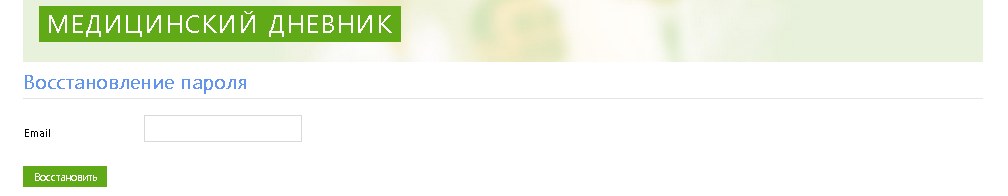 МЕДИЦИНСКИЙ ДНЕВНИК
Восстановление пароля
Email
Восстановить